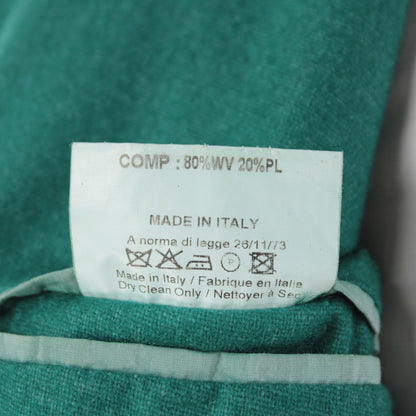 COMP : 80%WV 20%PL
MADE IN ITALY
A norma di legge 26/11/73
P
Made in Italy / Fabrique en Italie
Dry Clean Only / Nettoyer à Sec